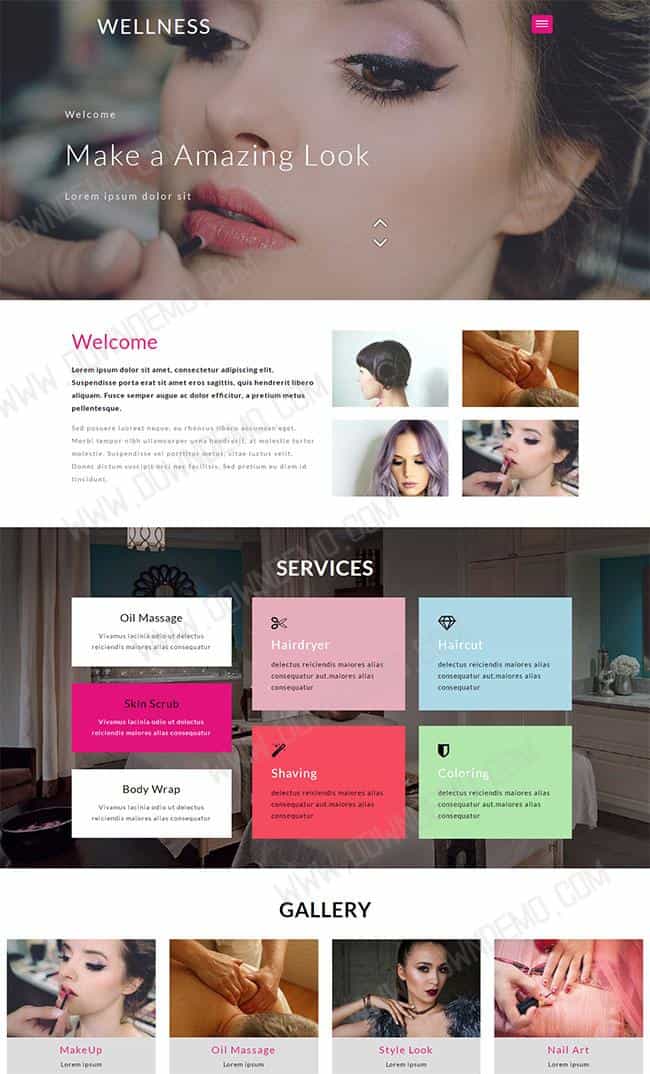 WELLNESS
Welcome
Make a Amazing Look
Lorem ipsum dolor sit
Welcome
Lorem ipsum dolor sit amet, consectetur adipiscing elit.
Suspendisse porta erat sit amet eros sagittis, quis hendrerit libero
aliquam. Fusce semper augue ac dolor efficitur, a pretium metus
pellentesque.
Sed posuere laoreet neque, eu rhoncus libero accumsan eget.
Morbi tempor nibh ullamcorper urna hendrerit, at molestie tortor
molestie. Suspendisse vel porttitor metus, vitae luctus velit.
Donec dictum suscipit orci nec facilisis. Sed pretium eu diam id
tincidunt.
SERVICES
Oil Massage
Vivamus lacinia odio ut delectus
reiciendis maiores alias consequatur
Skin Scrub
Vivamus lacinia odio ut delectus
reiciendis maiores alias consequatur
Body Wrap
Vivamus lacinia odio ut delectus
reiciendis maiores alias consequatur
Hairdryer
delectus reiciendis maiores alias
consequatur aut.maiores alias
consequatur
Haircut
delectus reiciendis maiores alias
consequatur aut.maiores alias
consequatur
Shaving
delectus reiciendis maiores alias
consequatur aut.maiores alias
consequatur
Coloring
delectus reiciendis maiores alias
consequatur aut.maiores alias
consequatur
GALLERY
MakeUp
Lorem ipsum
Oil Massage
Lorem ipsum
Style Look
Lorem ipsum
Nail Art
Lorem ipsum
WWW.DOWNDEMO.COM